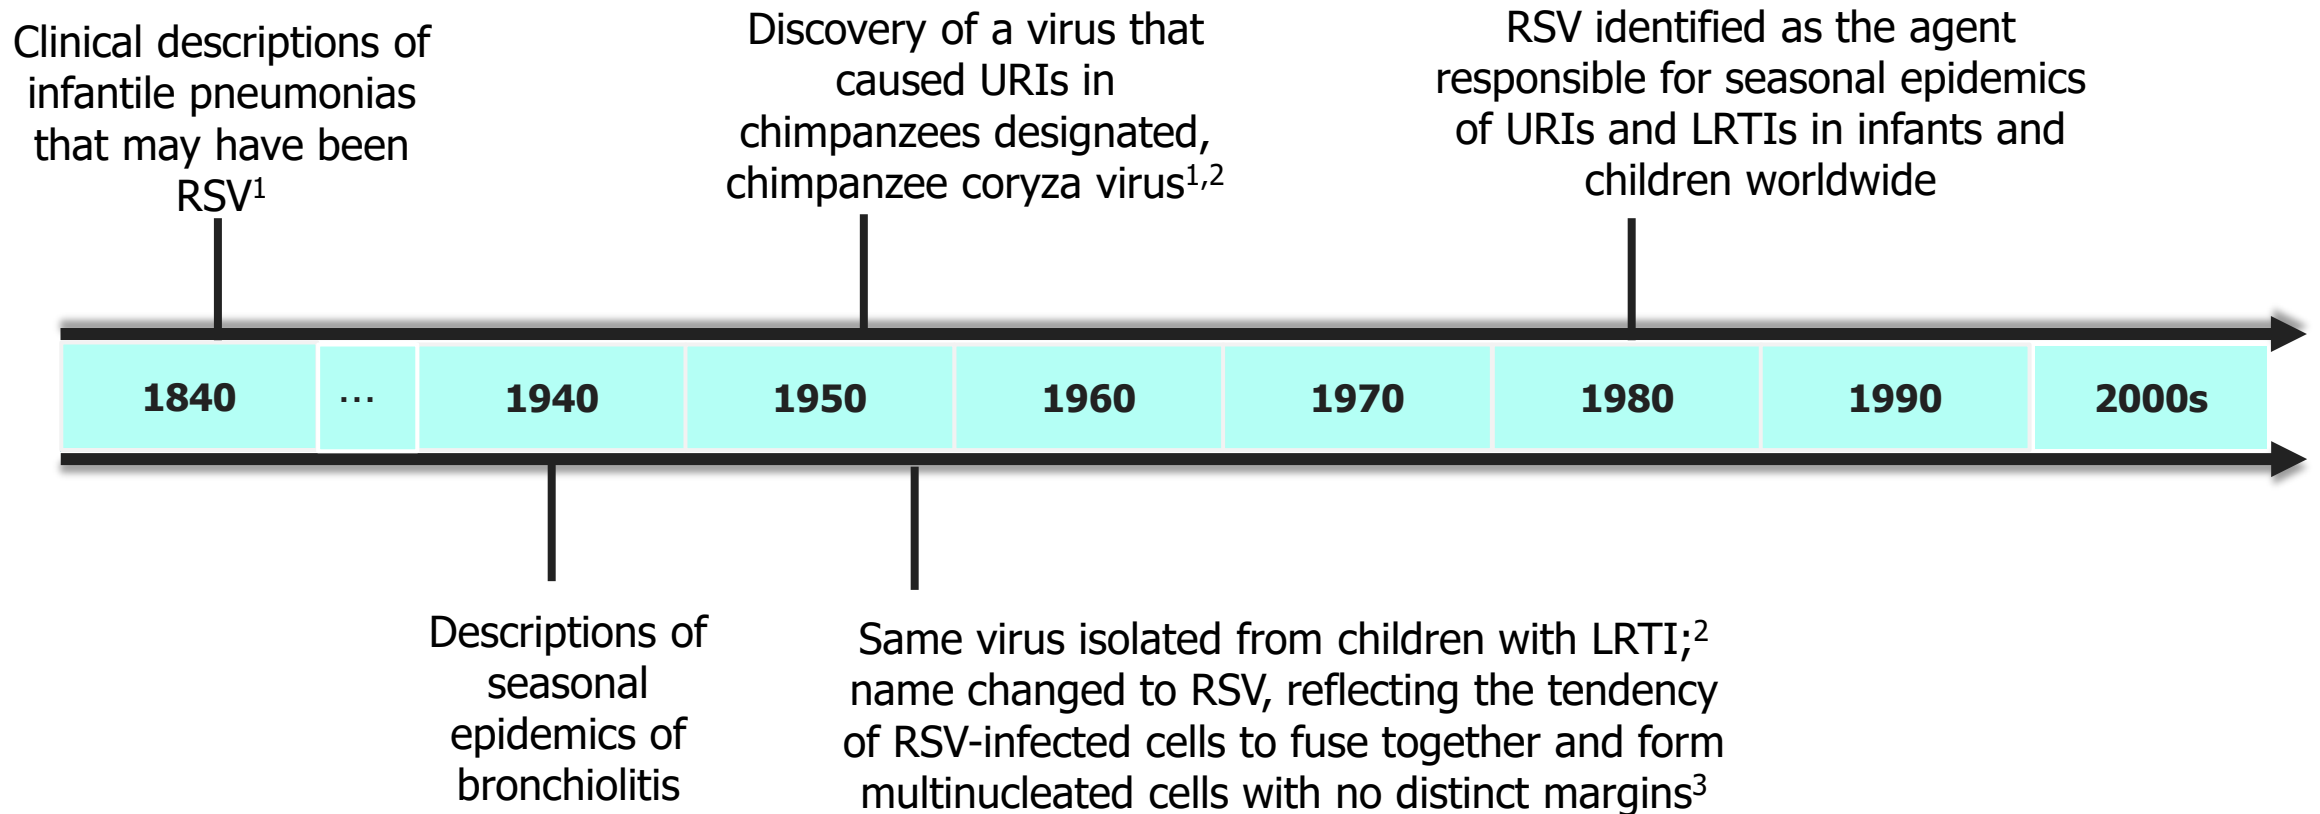 Clinical descriptions of
infantile pneumonias
that may have been
RSV¹
Discovery of a virus that
caused URIs in
chimpanzees designated,
chimpanzee coryza virus¹,²
RSV identified as the agent
responsible for seasonal epidemics
of URIs and LRTIs in infants and
children worldwide
1840 ... 1940 1950 1960 1970 1980 1990 2000s
Descriptions of
seasonal
epidemics of
bronchiolitis
Same virus isolated from children with LRTI;²
name changed to RSV, reflecting the tendency
of RSV-infected cells to fuse together and form
multinucleated cells with no distinct margins³